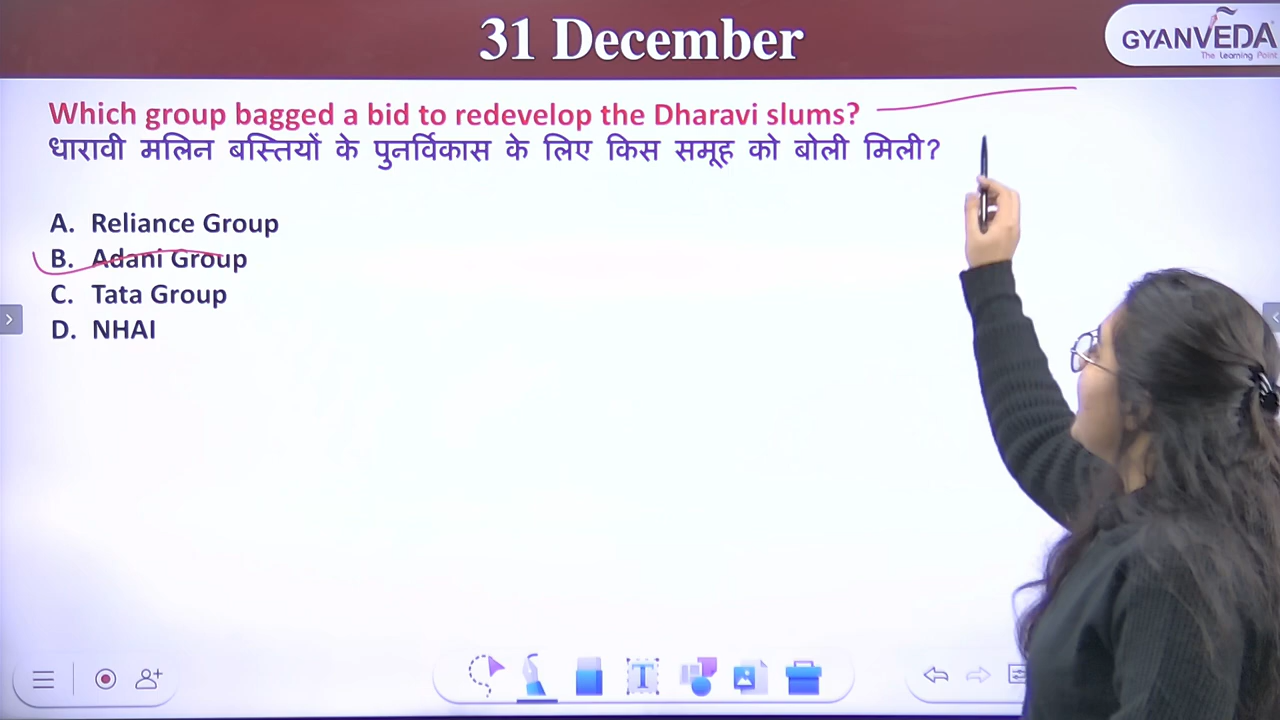 31 December
GYANVEDA
The Learning Point
Which group bagged a bid to redevelop the Dharavi slums?
धारावी मलिन बस्तियों के पुनर्विकास के लिए किस समूह को बोली मिली?
A. Reliance Group
B. Adani Group
C. Tata Group
D. NHAI
T